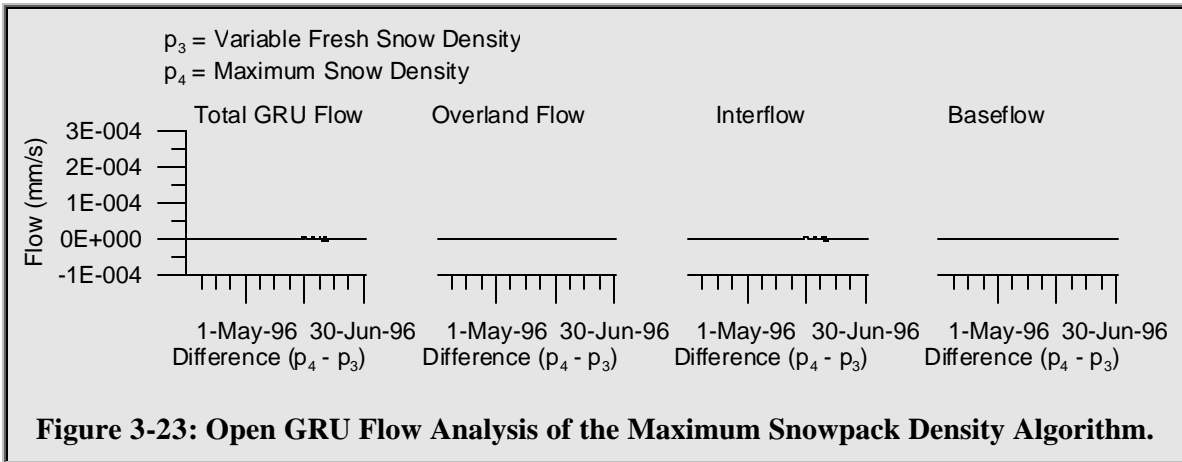 p3 = Variable Fresh Snow Density
p4 = Maximum Snow Density
Total GRU Flow Overland Flow Interflow Baseflow
3E-004
2E-004
1E-004
0E+000
-1E-004
Flow (mm/s)
1-May-96 30-Jun-96 1-May-96 30-Jun-96 1-May-96 30-Jun-96 1-May-96 30-Jun-96
Difference (p4 - p3) Difference (p4 - p3) Difference (p4 - p3) Difference (p4 - p3)
Figure 3-23: Open GRU Flow Analysis of the Maximum Snowpack Density Algorithm.